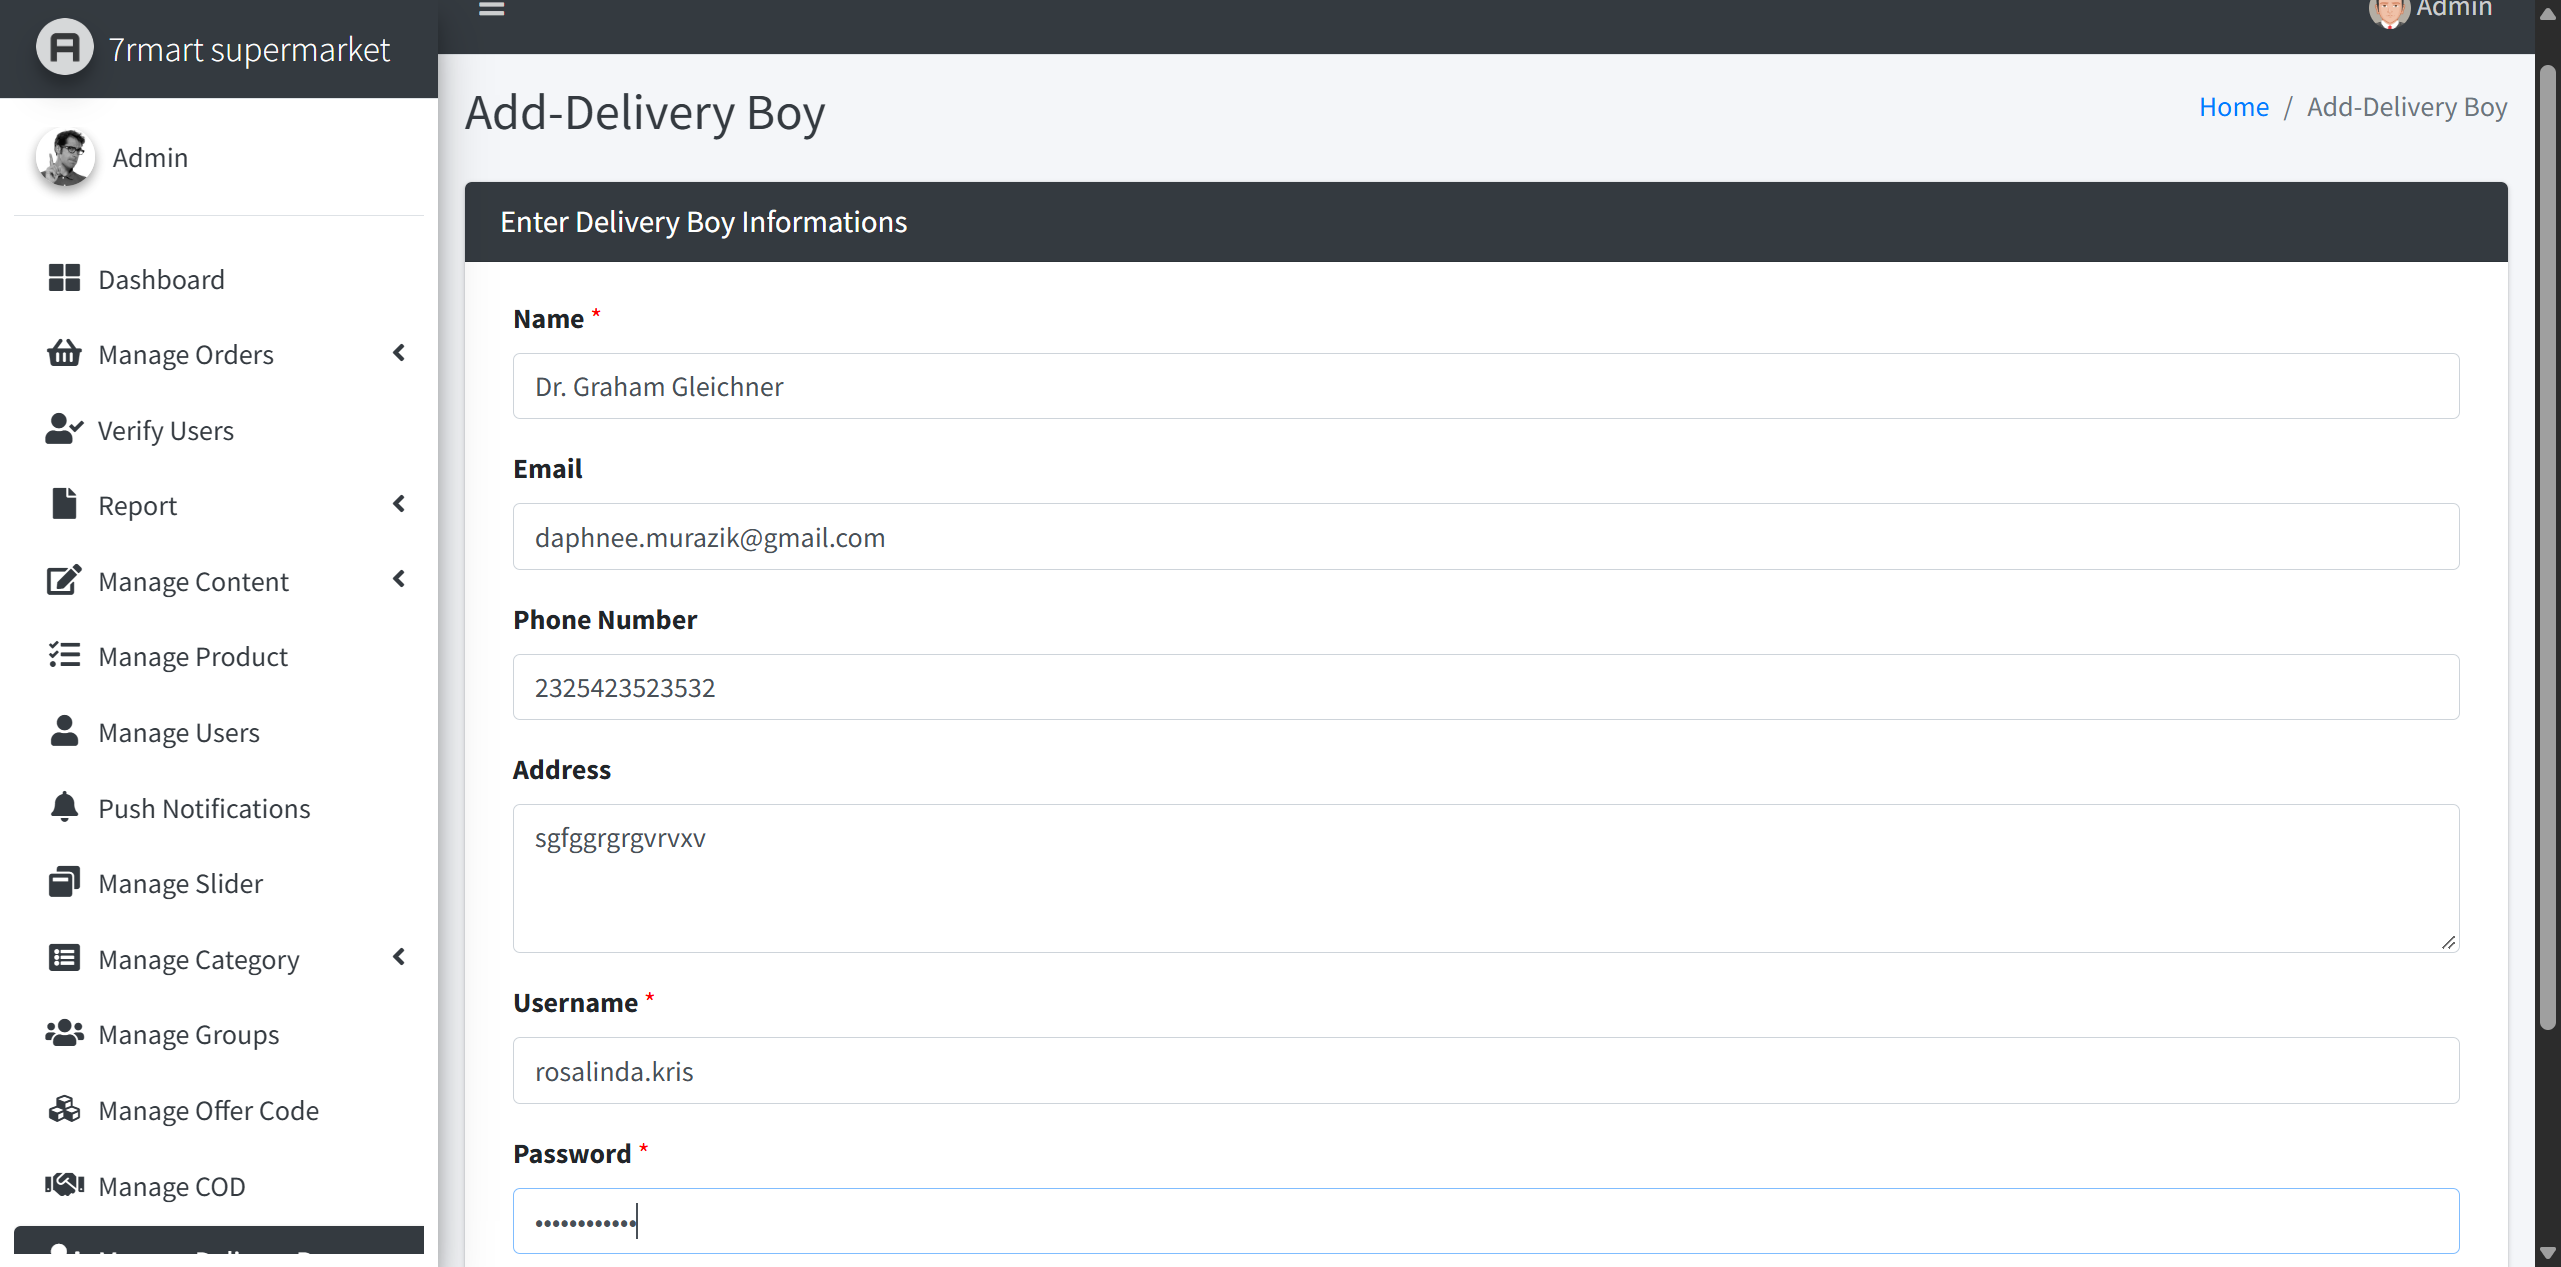 7rmart supermarket
Admin
Admin
Dashboard
Manage Orders
Verify Users
Report
Manage Content
Manage Product
Manage Users
Push Notifications
Manage Slider
Manage Category
Manage Groups
Manage Offer Code
Manage COD
Add-Delivery Boy
Home / Add-Delivery Boy
Enter Delivery Boy Informations
Name *
Dr. Graham Gleichner
Email
daphnee.murazik@gmail.com
Phone Number
2325423523532
Address
sgfggrgrgvrvxv
Username *
rosalinda.kris
Password *
••••••••••••